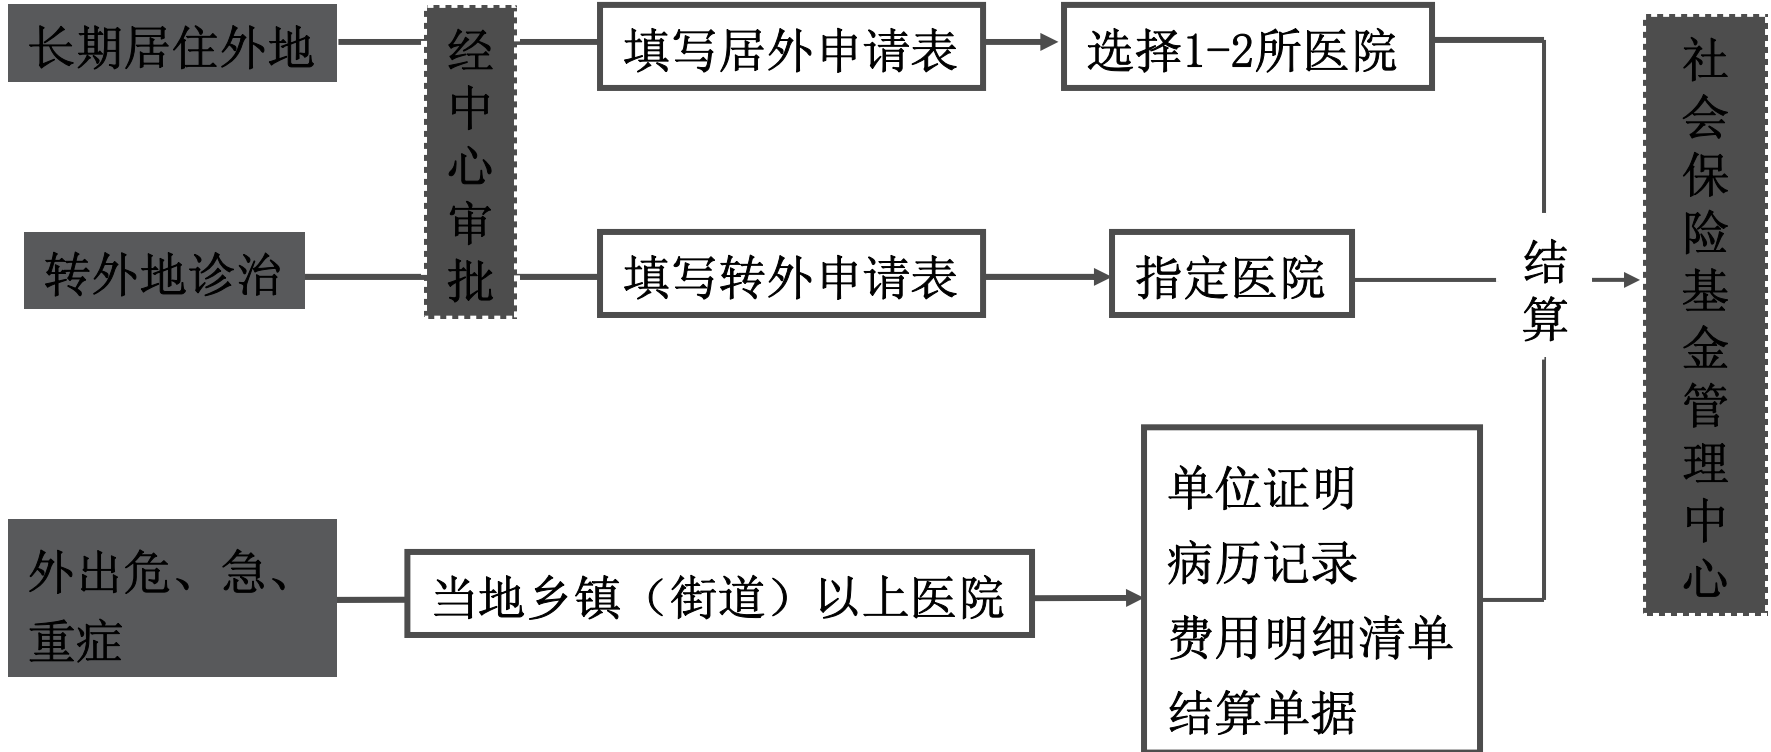 长期居住外地
经中心审批
填写居外申请表
选择1-2所医院
转外地诊治
填写转外申请表
指定医院
结算
社会保险基金管理中心
外出危、急、
重症
当地乡镇（街道）以上医院
单位证明
病历记录
费用明细清单
结算单据